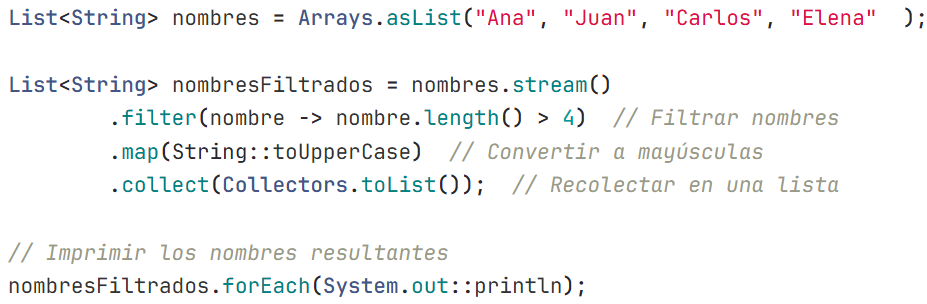 List<String> nombres = Arrays.asList("Ana", "Juan", "Carlos", "Elena"  );
List<String> nombresFiltrados = nombres.stream()
        .filter(nombre -> nombre.length() > 4)  // Filtrar nombres
        .map(String::toUpperCase)  // Convertir a mayúsculas
        .collect(Collectors.toList());  // Recolectar en una lista
// Imprimir los nombres resultantes
nombresFiltrados.forEach(System.out::println);